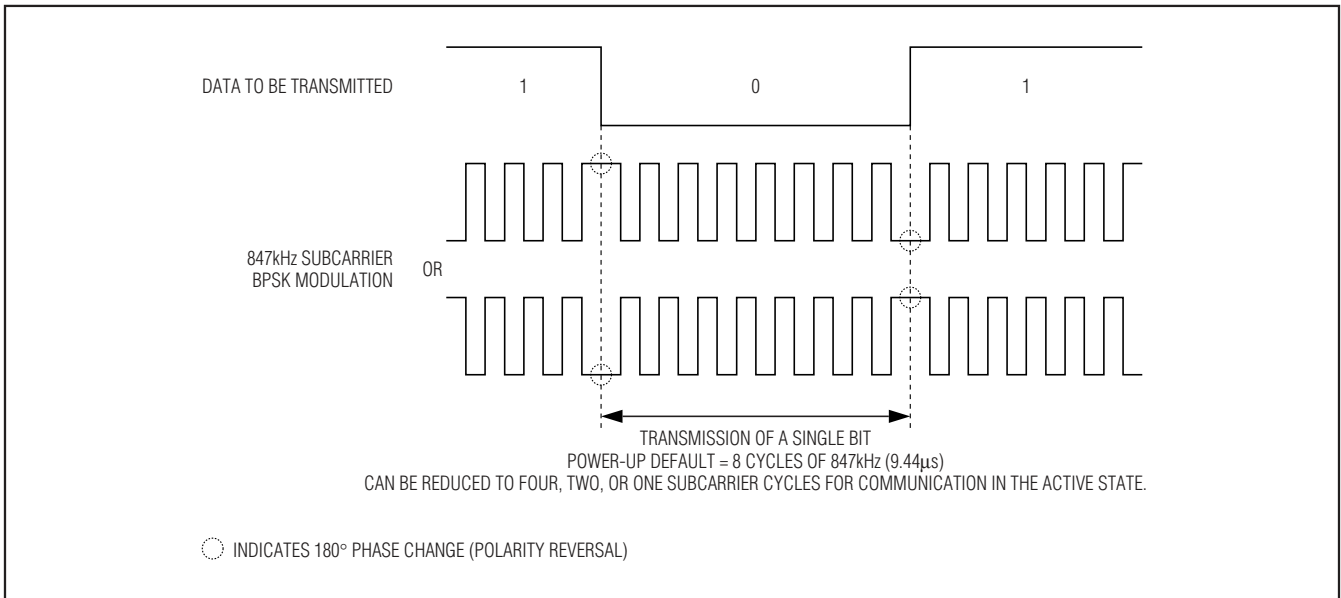 DATA TO BE TRANSMITTED
1
0
1
847kHz SUBCARRIER
BPSK MODULATION
OR
TRANSMISSION OF A SINGLE BIT
POWER-UP DEFAULT = 8 CYCLES OF 847kHz (9.44μs)
CAN BE REDUCED TO FOUR, TWO, OR ONE SUBCARRIER CYCLES FOR COMMUNICATION IN THE ACTIVE STATE.
INDICATES 180° PHASE CHANGE (POLARITY REVERSAL)